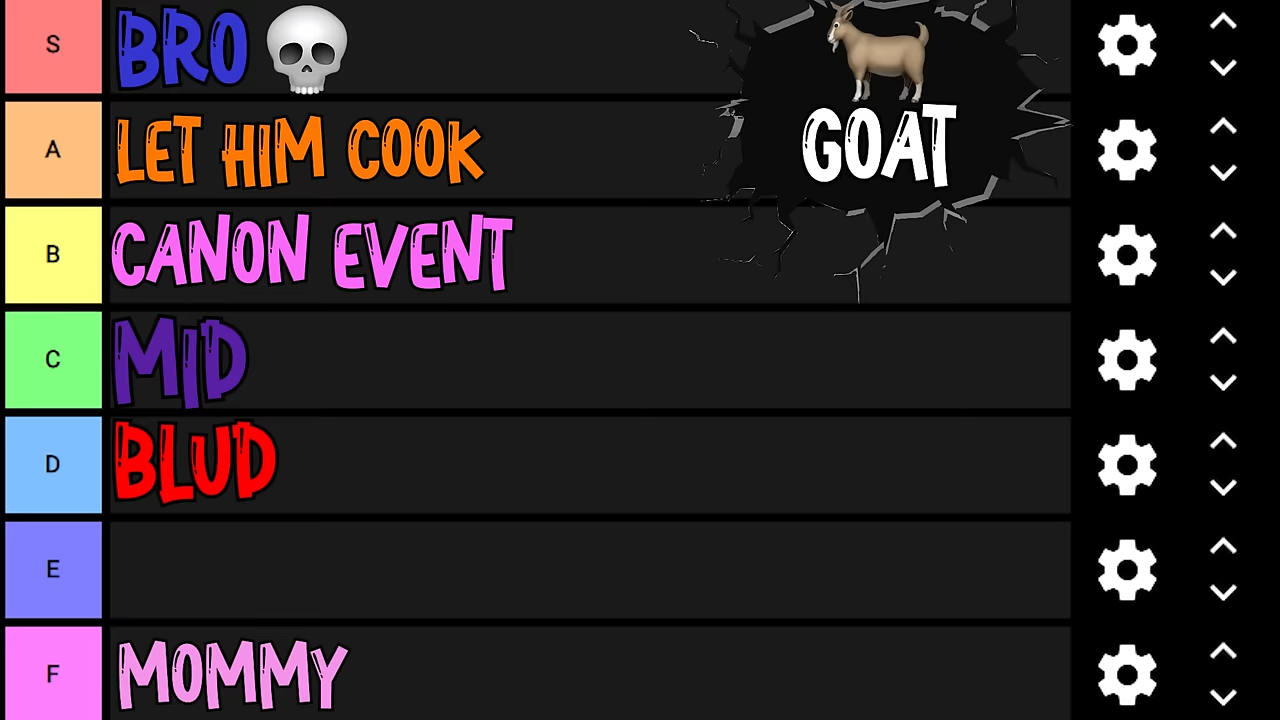 S
BRO 💀
GOAT
A
LET HIM COOK
B
CANON EVENT
C
MID
D
BLUD
E
F
MOMMY